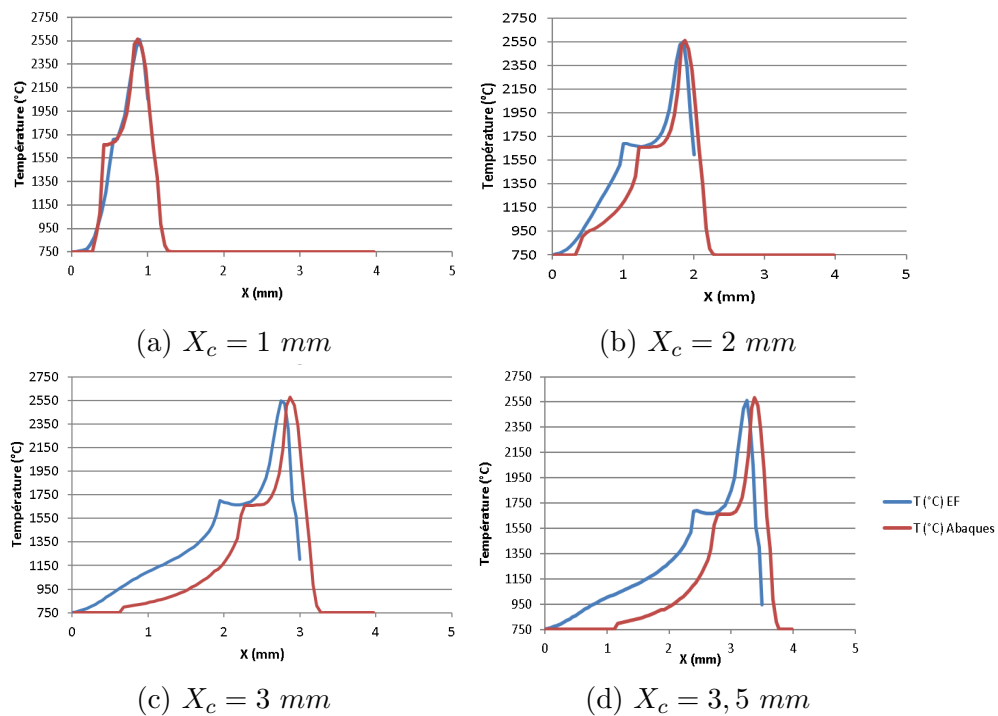 2750
2550
2350
2150
1950
1750
1550
1350
1150
950
750
Température (°C)
0 1 2 3 4 5
X (mm)
(a) X_c = 1 mm
2750
2550
2350
2150
1950
1750
1550
1350
1150
950
750
Température (°C)
0 1 2 3 4 5
X (mm)
(b) X_c = 2 mm
2750
2550
2350
2150
1950
1750
1550
1350
1150
950
750
Température (°C)
0 1 2 3 4 5
X (mm)
(c) X_c = 3 mm
2750
2550
2350
2150
1950
1750
1550
1350
1150
950
750
Température (°C)
0 1 2 3 4 5
X (mm)
T (°C) EF
T (°C) Abaques
(d) X_c = 3, 5 mm